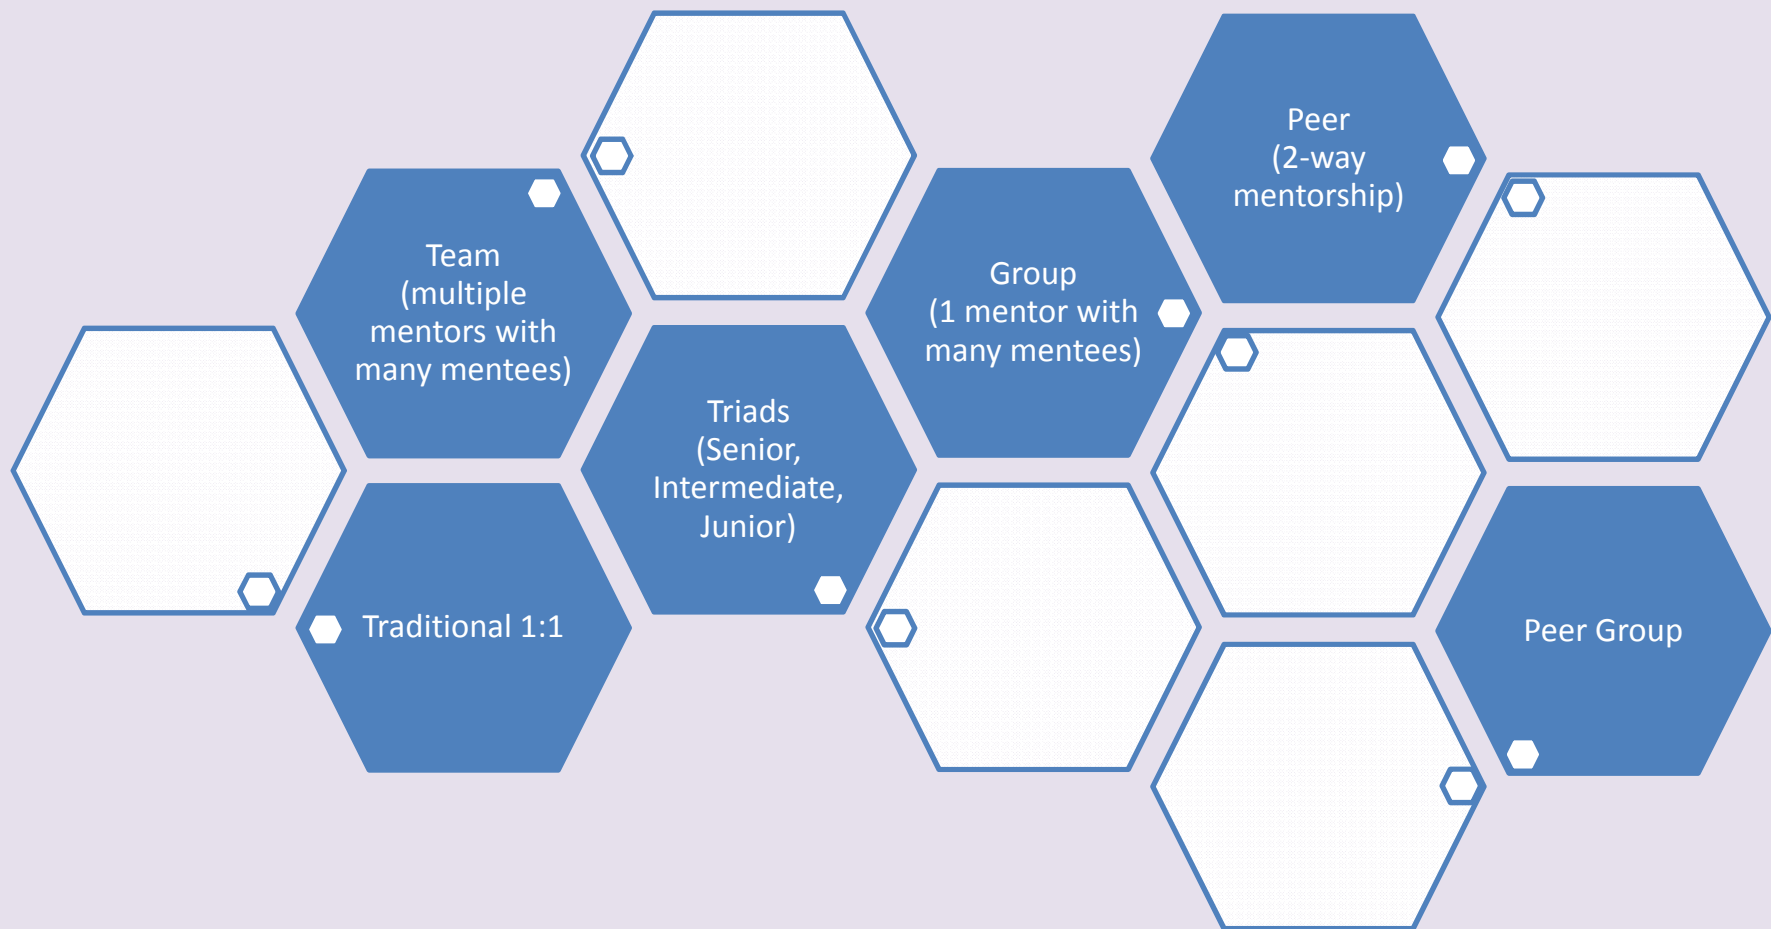 Peer
(2-way
mentorship)
Team
(multiple
mentors with
many mentees)
Group
(1 mentor with
many mentees)
Triads
(Senior,
Intermediate,
Junior)
Traditional 1:1
Peer Group